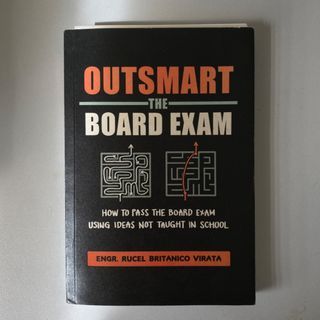 OUTSMART
THE
BOARD EXAM
HOW TO PASS THE BOARD EXAM
USING IDEAS NOT TAUGHT IN SCHOOL
ENGR. RUCEL BRITANICO VIRATA